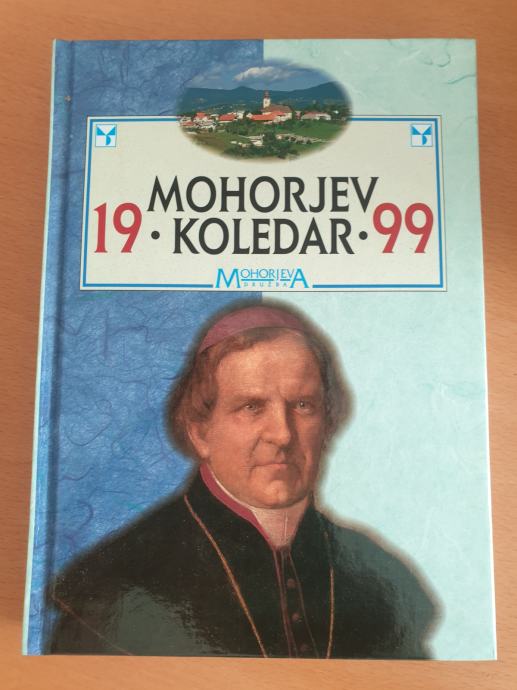 MOHORJEV
19 • KOLEDAR • 99
MOHORJEVA
DRUŽBA